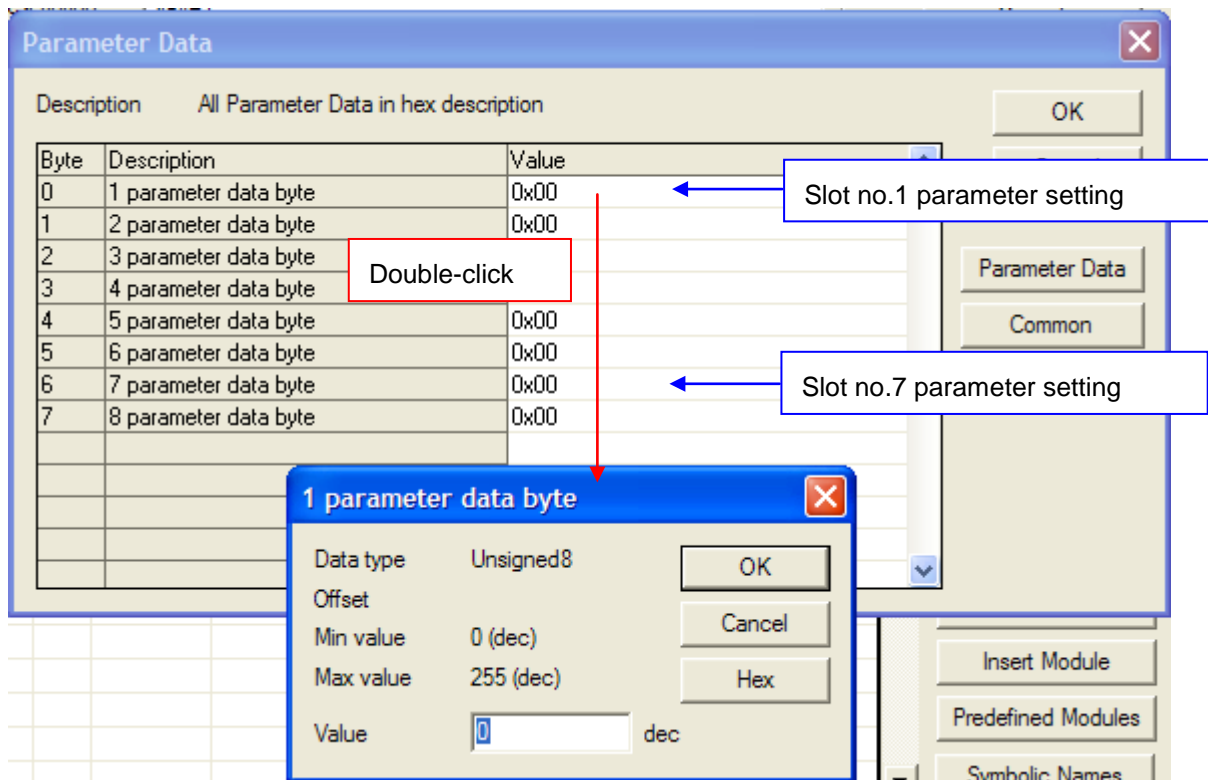 Parameter Data
Description All Parameter Data in hex description
OK
Byte Description Value
0 1 parameter data byte 0x00
Slot no.1 parameter setting
1 2 parameter data byte 0x00
2 3 parameter data byte
Double-click
Parameter Data
3 4 parameter data byte
4 5 parameter data byte 0x00
Common
5 6 parameter data byte 0x00
6 7 parameter data byte 0x00
Slot no.7 parameter setting
7 8 parameter data byte 0x00
1 parameter data byte
Data type Unsigned8
OK
Offset
Min value 0 (dec)
Cancel
Max value 255 (dec)
Hex
Value 0 dec
Insert Module
Predefined Modules
Symbolic Names